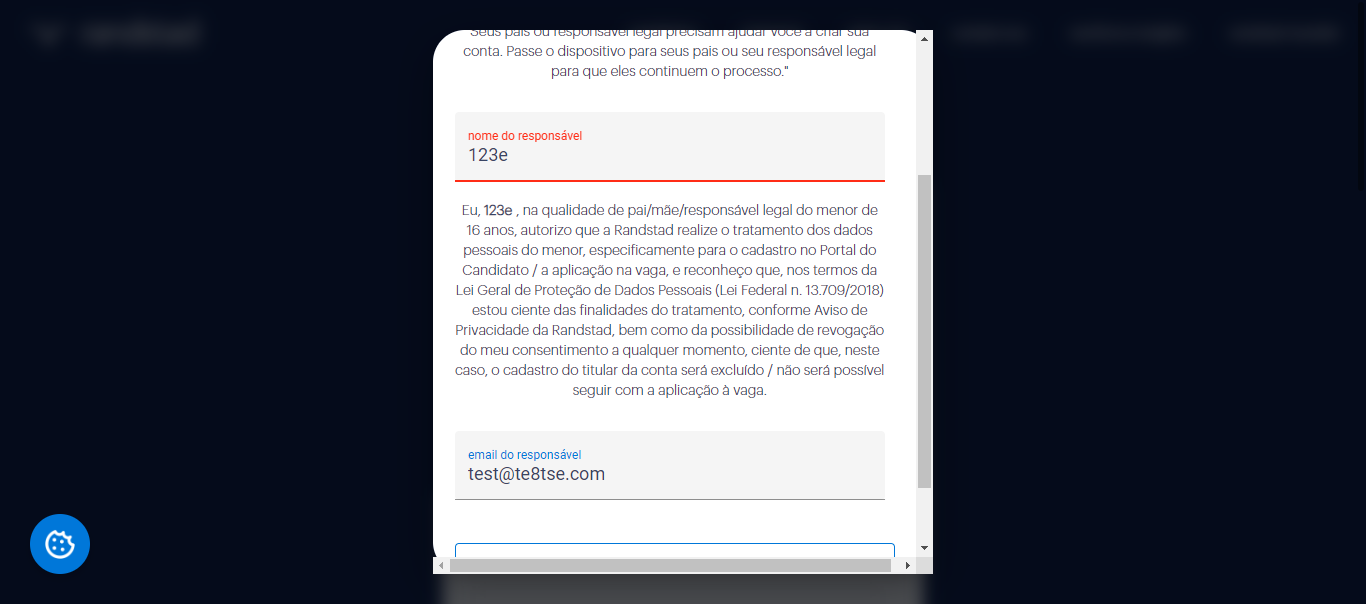 Seus pais ou responsável legal precisam ajudar você a criar sua
conta. Passe o dispositivo para seus pais ou seu responsável legal
para que eles continuem o processo."
nome do responsável
123e
Eu, 123e , na qualidade de pai/mãe/responsável legal do menor de
16 anos, autorizo que a Randstad realize o tratamento dos dados
pessoais do menor, especificamente para o cadastro no Portal do
Candidato / a aplicação na vaga, e reconheço que, nos termos da
Lei Geral de Proteção de Dados Pessoais (Lei Federal n. 13.709/2018)
estou ciente das finalidades do tratamento, conforme Aviso de
Privacidade da Randstad, bem como da possibilidade de revogação
do meu consentimento a qualquer momento, ciente de que, neste
caso, o cadastro do titular da conta será excluído / não será possível
seguir com a aplicação à vaga.
email do responsável
test@te8tse.com